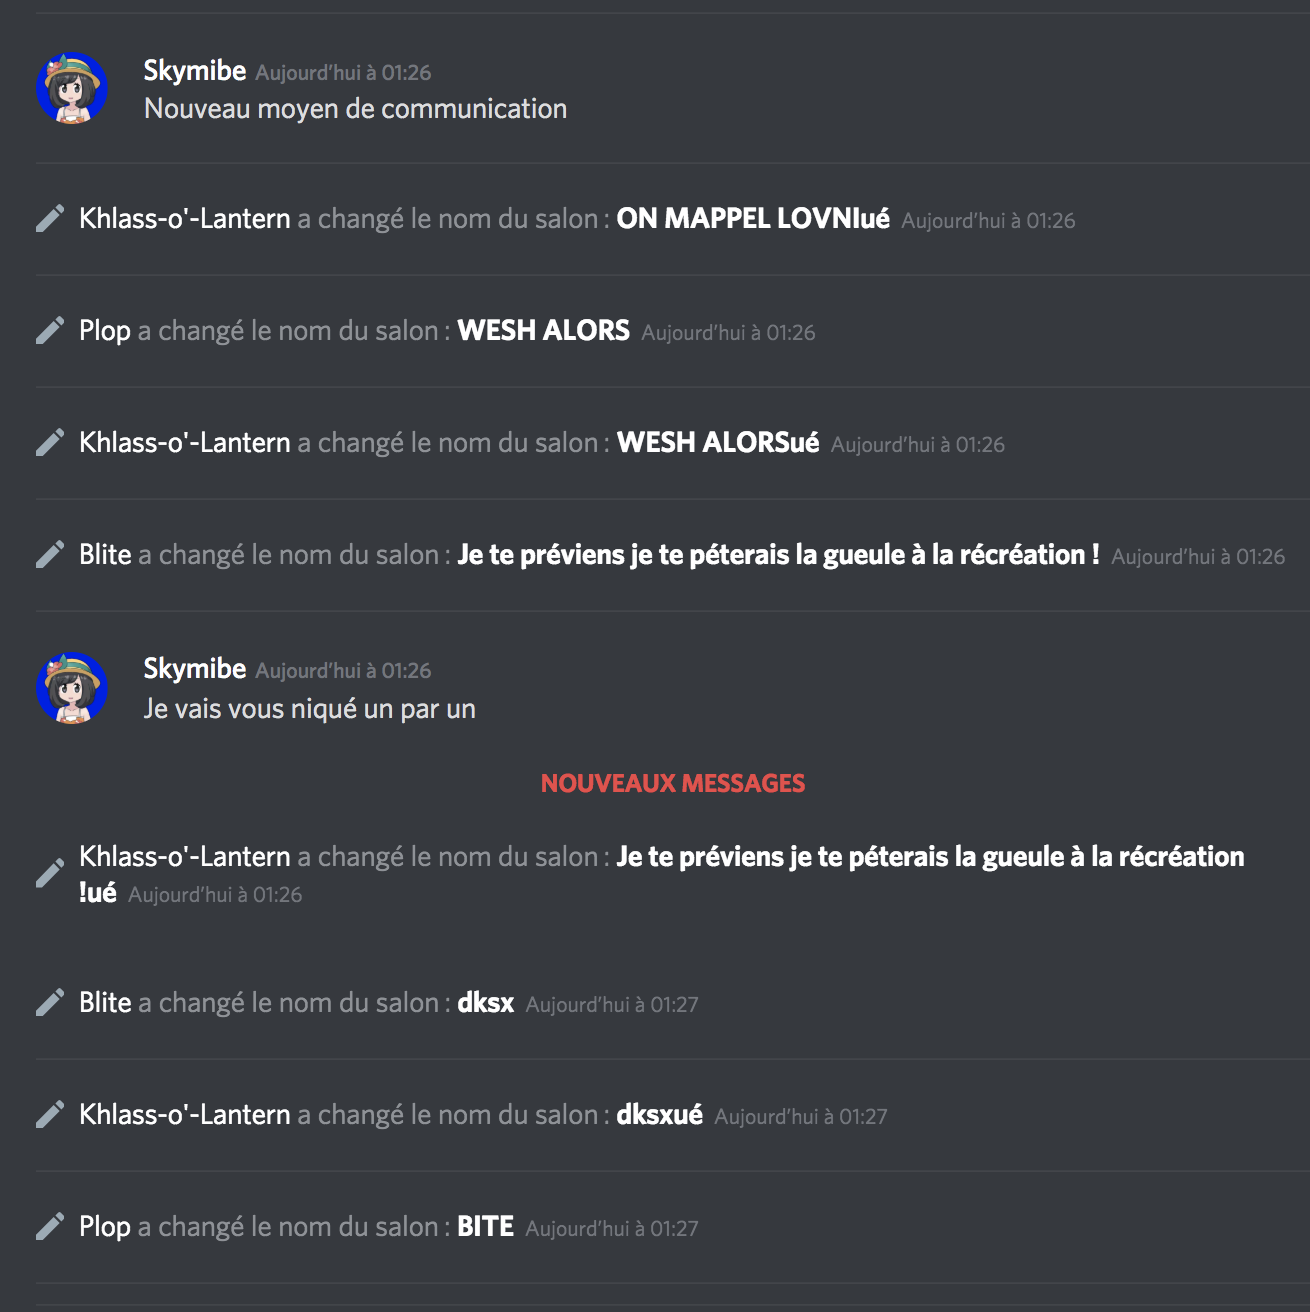 Skymibe Aujourd'hui à 01:26
Nouveau moyen de communication
Khlass-o'-Lantern a changé le nom du salon : ON MAPPEL LOVNIué Aujourd'hui à 01:26
Plop a changé le nom du salon : WESH ALORS Aujourd'hui à 01:26
Khlass-o'-Lantern a changé le nom du salon : WESH ALORSué Aujourd'hui à 01:26
Blite a changé le nom du salon : Je te préviens je te péterais la gueule à la récréation ! Aujourd'hui à 01:26
Skymibe Aujourd'hui à 01:26
Je vais vous niqué un par un
NOUVEAUX MESSAGES
Khlass-o'-Lantern a changé le nom du salon : Je te préviens je te péterais la gueule à la récréation
!ué Aujourd'hui à 01:26
Blite a changé le nom du salon : dksx Aujourd'hui à 01:27
Khlass-o'-Lantern a changé le nom du salon : dksxué Aujourd'hui à 01:27
Plop a changé le nom du salon : BITE Aujourd'hui à 01:27